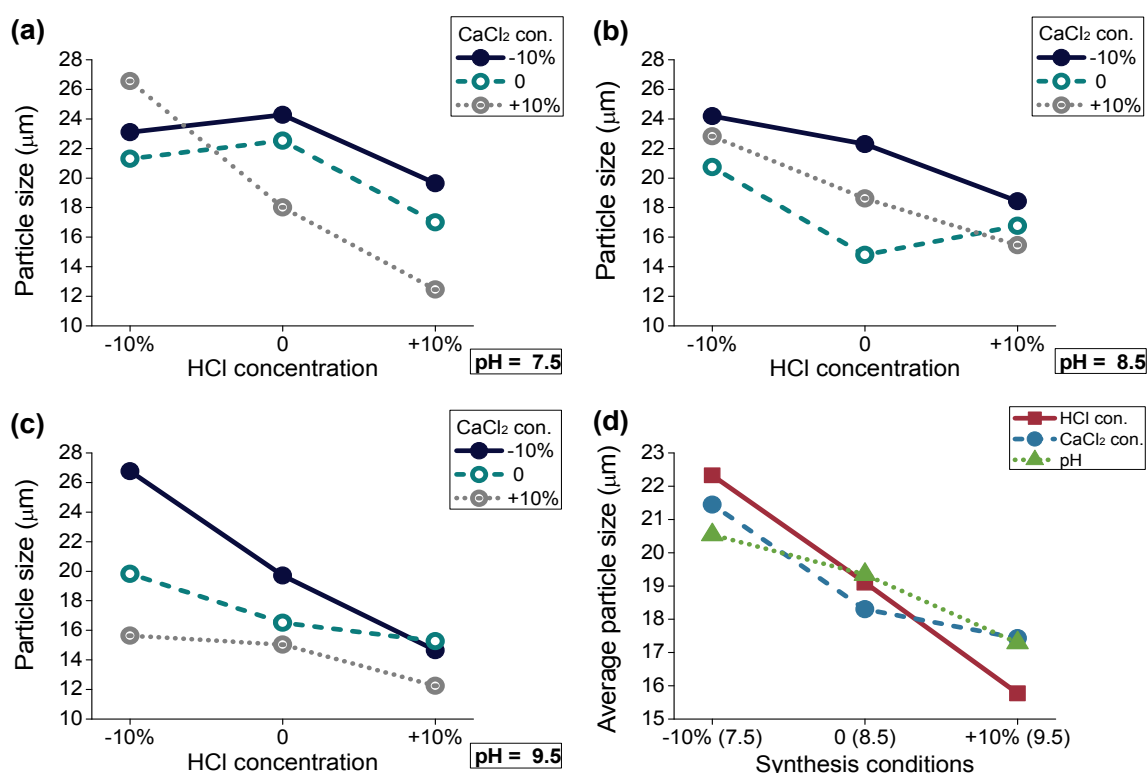 (a)
CaCl₂ con.
-10%
0
+10%
28
26
24
22
20
18
16
14
12
10
Particle size (μm)
-10%
0
+10%
HCl concentration
pH = 7.5
(b)
CaCl₂ con.
-10%
0
+10%
28
26
24
22
20
18
16
14
12
10
Particle size (μm)
-10%
0
+10%
HCl concentration
pH = 8.5
(c)
CaCl₂ con.
-10%
0
+10%
28
26
24
22
20
18
16
14
12
10
Particle size (μm)
-10%
0
+10%
HCl concentration
pH = 9.5
(d)
HCl con.
CaCl₂ con.
pH
23
22
21
20
19
18
17
16
15
Average particle size (μm)
-10% (7.5)
0 (8.5)
+10% (9.5)
Synthesis conditions